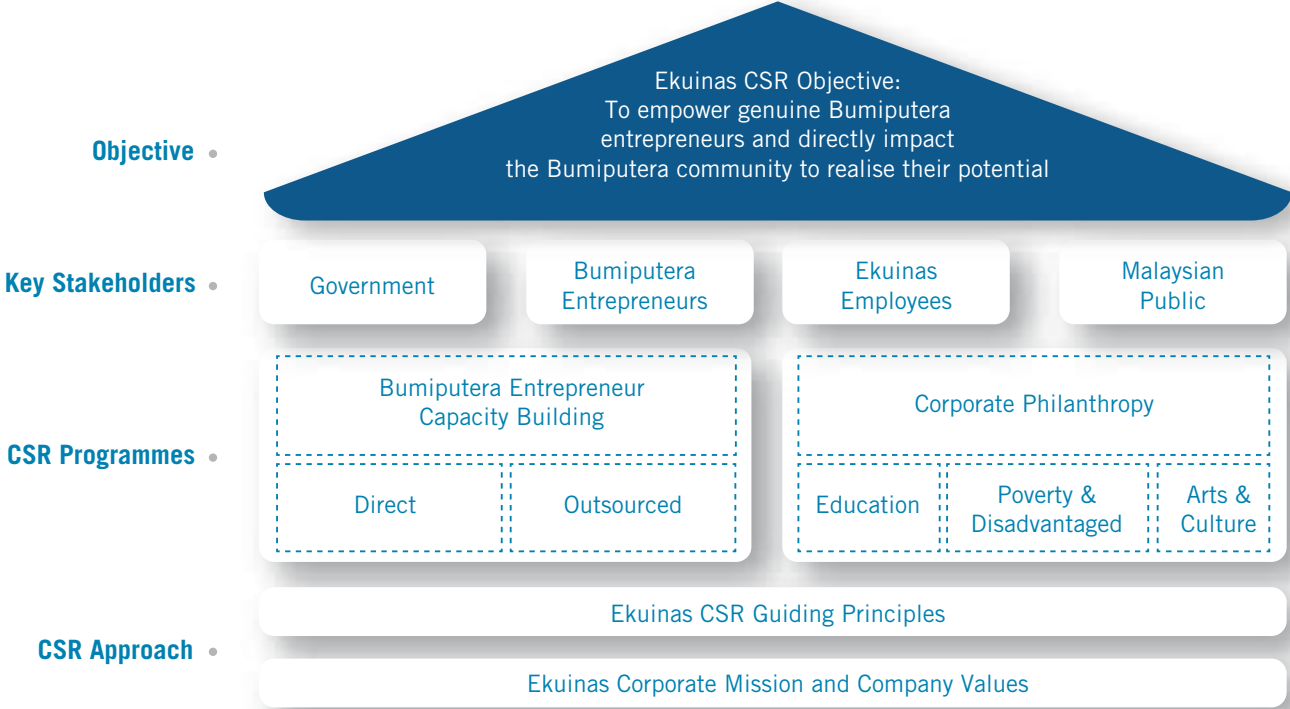 Ekuinas CSR Objective:
To empower genuine Bumiputera
entrepreneurs and directly impact
the Bumiputera community to realise their potential
Objective
Key Stakeholders
Government
Bumiputera
Entrepreneurs
Ekuinas
Employees
Malaysian
Public
CSR Programmes
Bumiputera Entrepreneur
Capacity Building
Direct
Outsourced
Corporate Philanthropy
Education
Poverty &
Disadvantaged
Arts &
Culture
CSR Approach
Ekuinas CSR Guiding Principles
Ekuinas Corporate Mission and Company Values